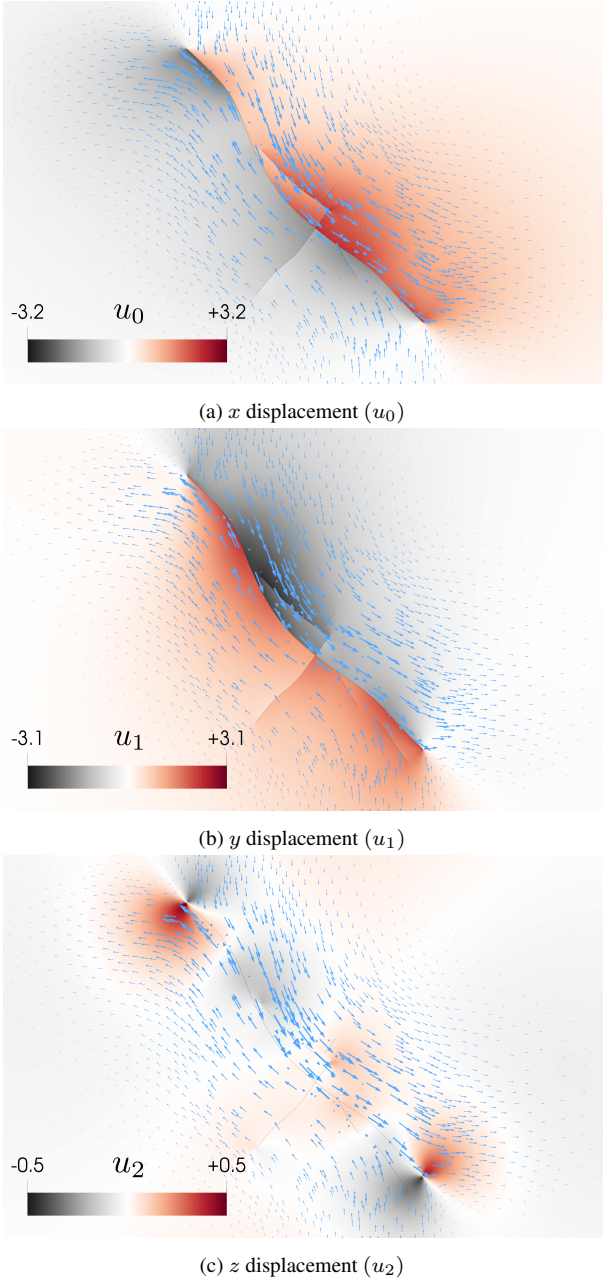 -3.2 u₀ +3.2
(a) x displacement (u₀)
-3.1 u₁ +3.1
(b) y displacement (u₁)
-0.5 u₂ +0.5
(c) z displacement (u₂)